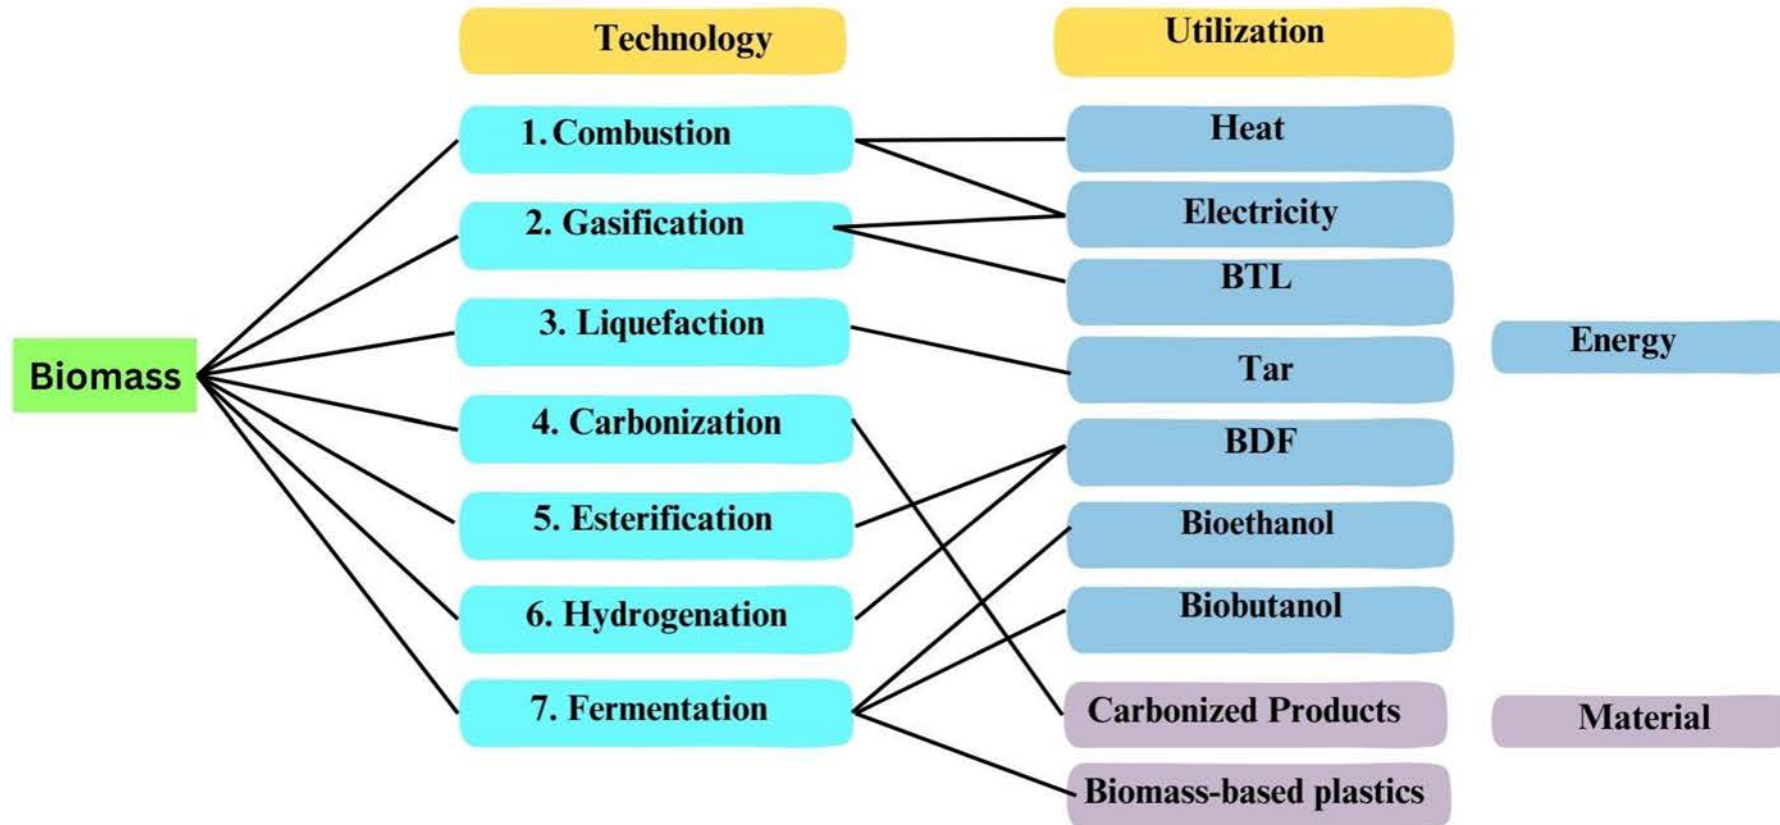 Technology
Utilization
Biomass
1. Combustion
2. Gasification
3. Liquefaction
4. Carbonization
5. Esterification
6. Hydrogenation
7. Fermentation
Heat
Electricity
BTL
Tar
BDF
Bioethanol
Biobutanol
Carbonized Products
Biomass-based plastics
Energy
Material